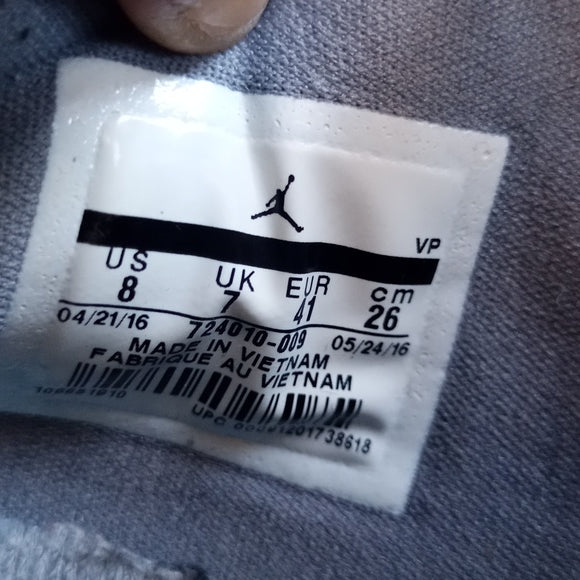 VP
US UK EUR cm
8 7 41 26
04/21/16 724010-009 05/24/16
MADE IN VIETNAM
FABRIQUE AU VIETNAM